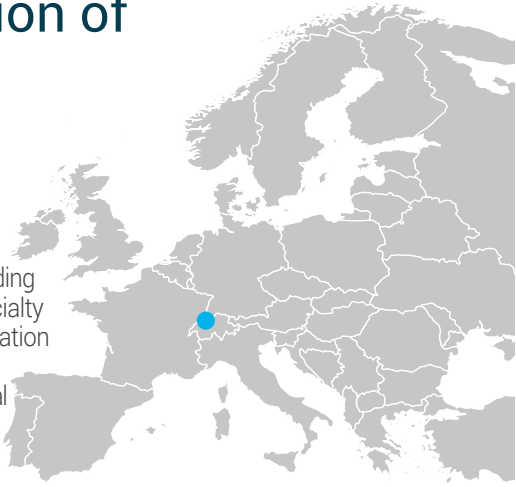 ion of
ding
cialty
ation
al